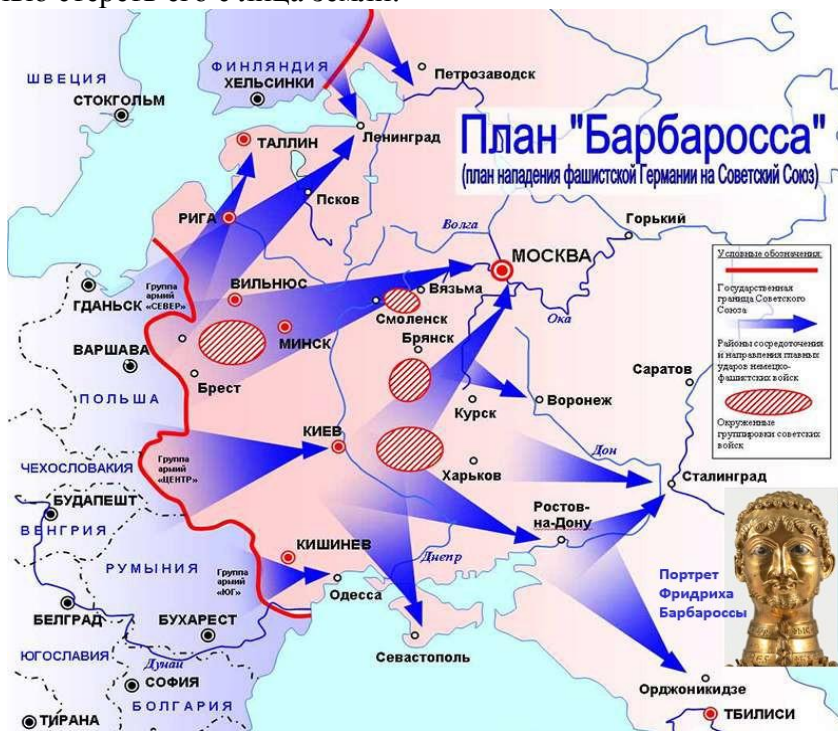 стереть его с лица земли.
План "Барбаросса"
(план нападения фашистской Германии на Советский Союз)
ШВЕЦИЯ
СТОКГОЛЬМ
ФИНЛЯНДИЯ
ХЕЛЬСИНКИ
Петрозаводск
ТАЛЛИН
Ленинград
Псков
РИГА
Волга
Горький
МОСКВА
ВИЛЬНЮС
Вязьма
Группа
армий
«СЕВЕР»
ГДАНЬСК
Смоленск
Ока
МИНСК
Брянск
ВАРШАВА
Брест
ПОЛЬША
Курск
Воронеж
Саратов
КИЕВ
Дон
Группа
армий
«ЦЕНТР»
ЧЕХОСЛОВАКИЯ
Харьков
Сталинград
БУДАПЕШТ
ВЕНГРИЯ
Ростов-
на-Дону
КИШИНЕВ
Днепр
РУМЫНИЯ
Группа
армий
«ЮГ»
Одесса
БЕЛГРАД
БУХАРЕСТ
Севастополь
ЮГОСЛАВИЯ
Дунай
СОФИЯ
БОЛГАРИЯ
ТИРАНА
Орджоникидзе
ТБИЛИСИ
Условные обозначения:
Государственная
граница Советского
Союза
Районы сосредоточения
и направления главных
ударов немецко-
фашистских войск
Окруженные
группировки советских
войск
Портрет
Фридриха
Барбароссы